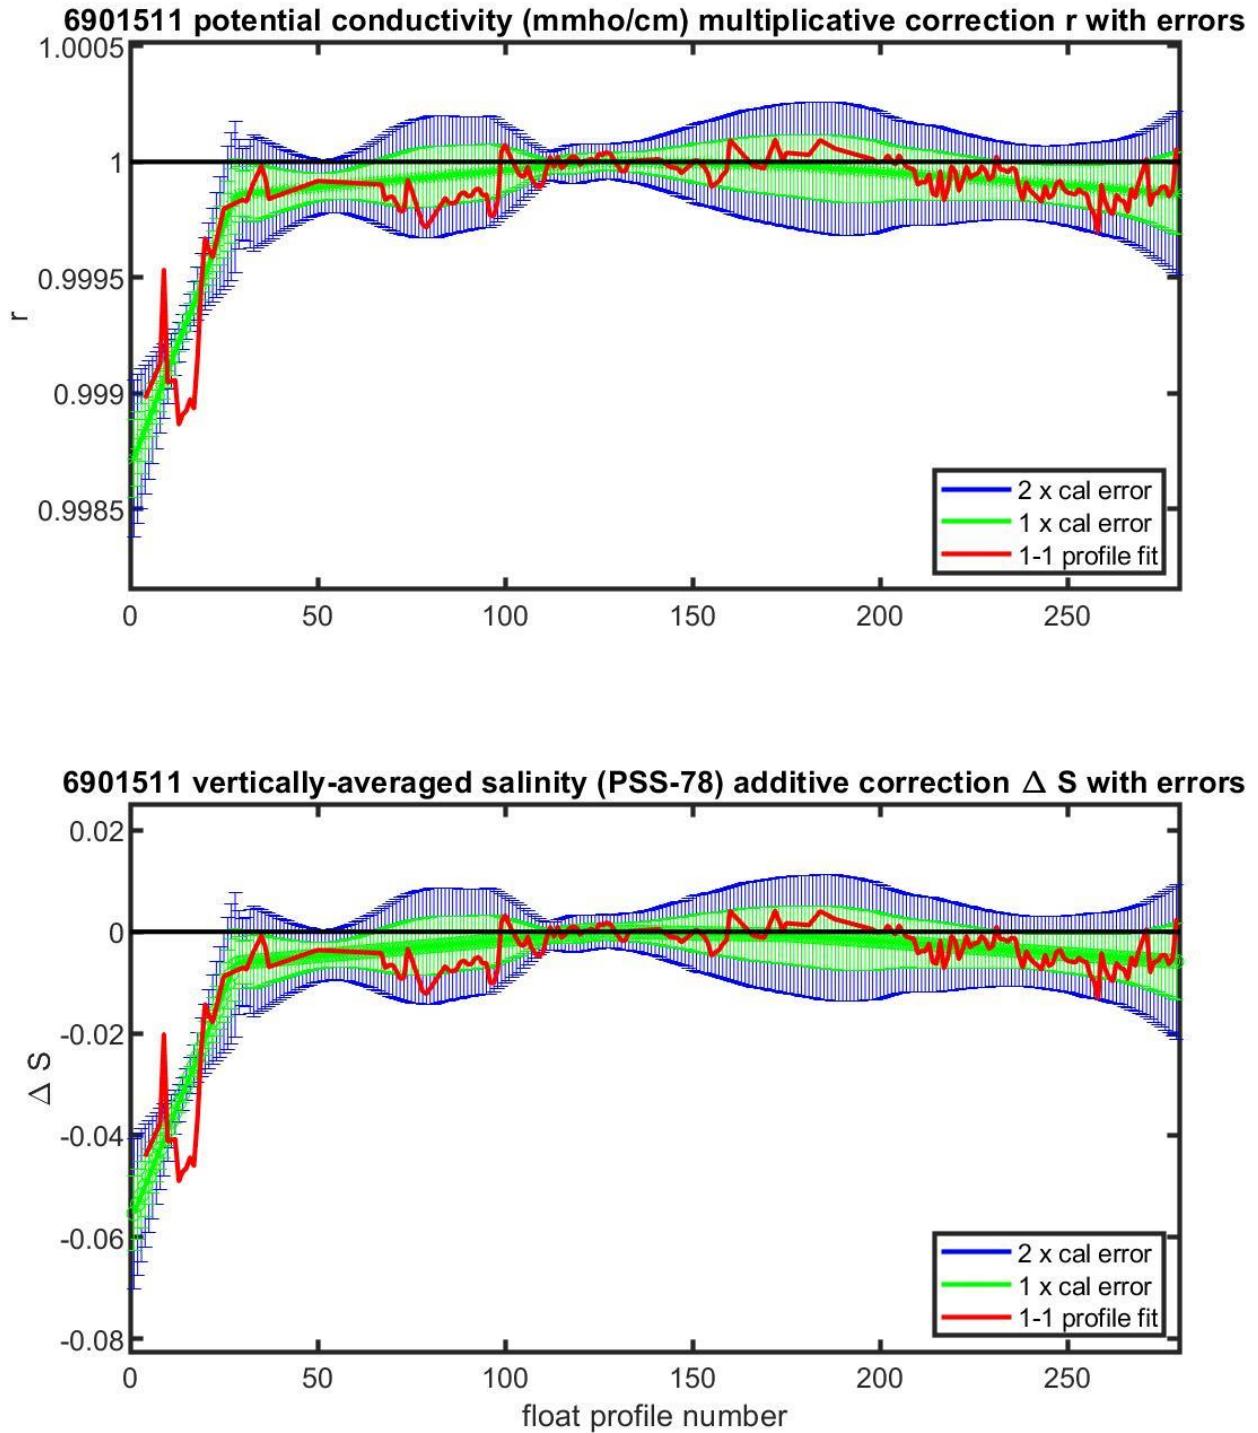 6901511 potential conductivity (mmho/cm) multiplicative correction r with errors
1.0005
1
0.9995
0.999
0.9985
r
2 x cal error
1 x cal error
1-1 profile fit
0 50 100 150 200 250
6901511 vertically-averaged salinity (PSS-78) additive correction Δ S with errors
0.02
0
-0.02
-0.04
-0.06
-0.08
Δ S
2 x cal error
1 x cal error
1-1 profile fit
0 50 100 150 200 250
float profile number